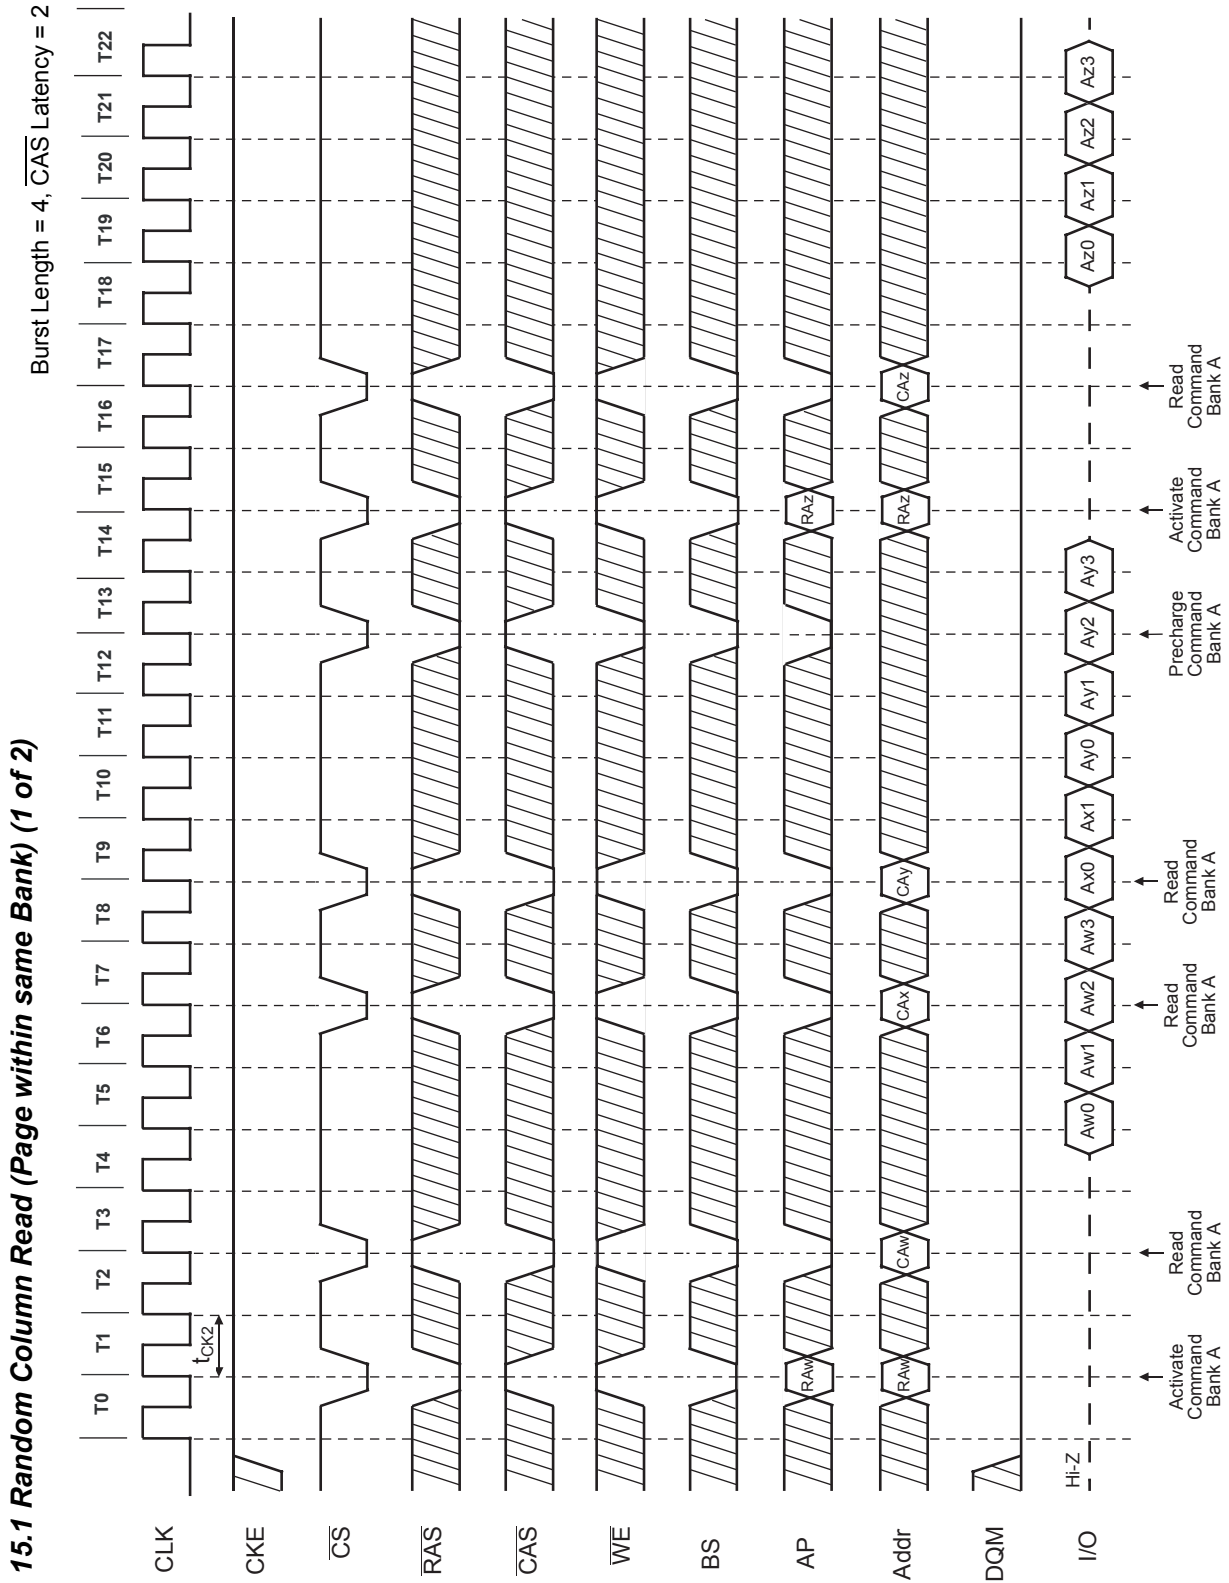 15.1 Random Column Read (Page within same Bank) (1 of 2)
Burst Length = 4, CAS Latency = 2
T0 T1 T2 T3 T4 T5 T6 T7 T8 T9 T10 T11 T12 T13 T14 T15 T16 T17 T18 T19 T20 T21 T22
CLK
tCK2
CKE
CS
RAS
CAS
WE
BS
AP
RAw RAz
Addr
RAw CAw CAx CAy RAz CAz
DQM
I/O
Hi-Z
Aw0 Aw1 Aw2 Aw3 Ax0 Ax1 Ay0 Ay1 Ay2 Ay3 Az0 Az1 Az2 Az3
Activate
Command
Bank A
Read
Command
Bank A
Read
Command
Bank A
Read
Command
Bank A
Precharge
Command
Bank A
Activate
Command
Bank A
Read
Command
Bank A